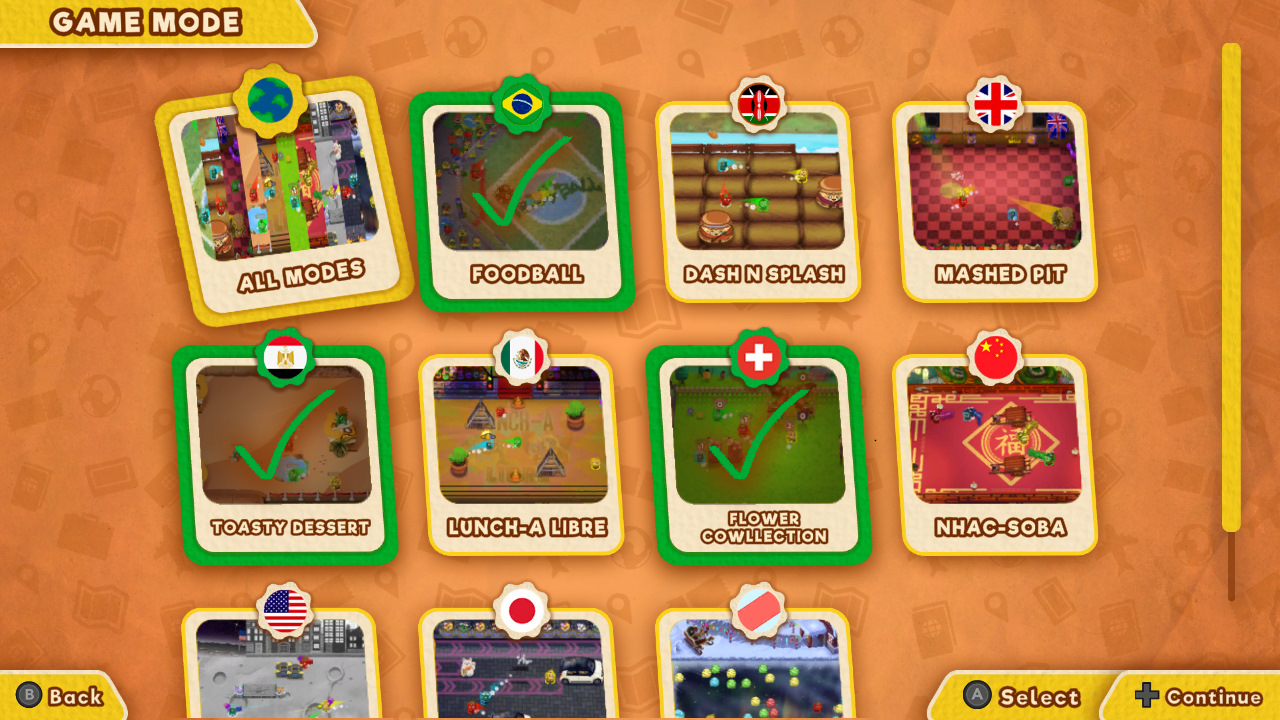 GAME MODE
ALL MODES
FOODBALL
DASH N SPLASH
MASHED PIT
TOASTY DESSERT
LUNCH-A LIBRE
FLOWER
COWLLECTION
NHAC-SOBA
福
B Back
A Select
Continue